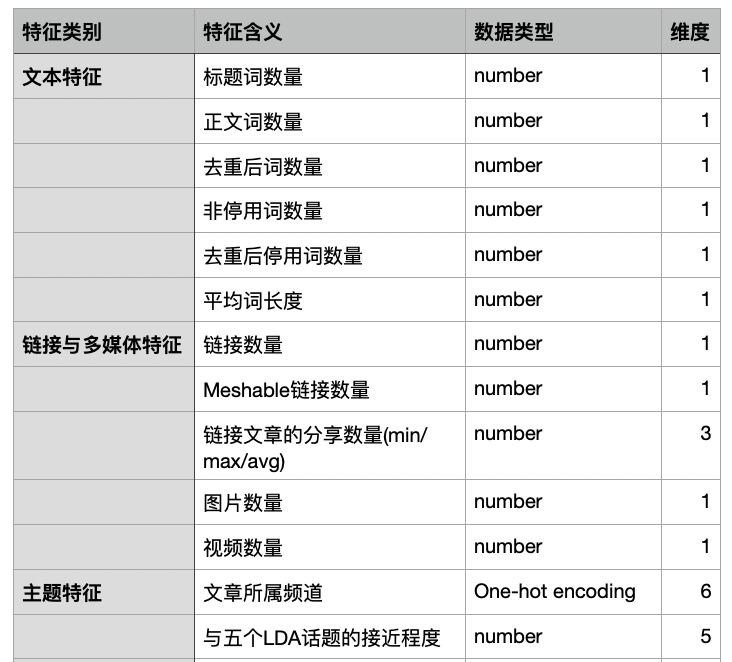 特征类别 特征含义 数据类型 维度
文本特征 标题词数量 number 1
正文词数量 number 1
去重后词数量 number 1
非停用词数量 number 1
去重后停用词数量 number 1
平均词长度 number 1
链接与多媒体特征 链接数量 number 1
Meshable链接数量 number 1
链接文章的分享数量(min/ number 3
max/avg)
图片数量 number 1
视频数量 number 1
主题特征 文章所属频道 One-hot encoding 6
与五个LDA话题的接近程度 number 5